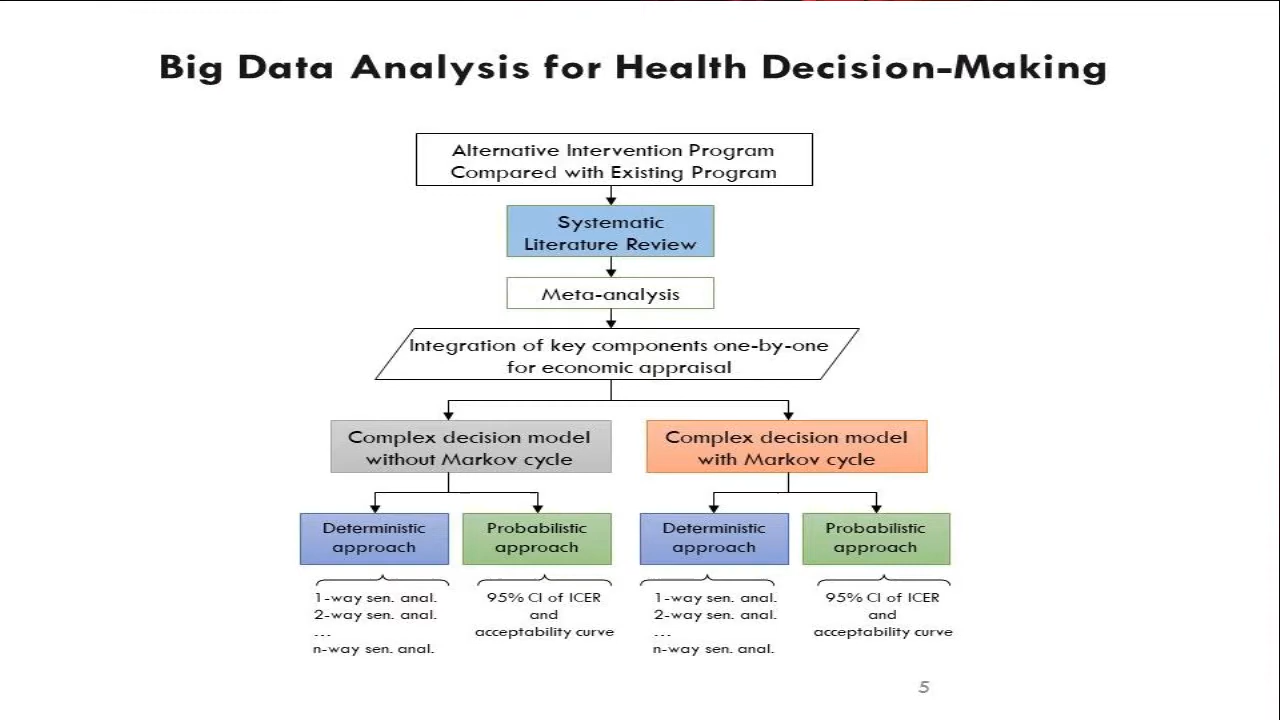 Big Data Analysis for Health Decision-Making
Alternative Intervention Program
Compared with Existing Program
Systematic
Literature Review
Meta-analysis
Integration of key components one-by-one
for economic appraisal
Complex decision model
without Markov cycle
Complex decision model
with Markov cycle
Deterministic
approach
Probabilistic
approach
Deterministic
approach
Probabilistic
approach
1-way sen. anal.
2-way sen. anal.
...
n-way sen. anal.
95% CI of ICER
and
acceptability curve
1-way sen. anal.
2-way sen. anal.
...
n-way sen. anal.
95% CI of ICER
and
acceptability curve
5